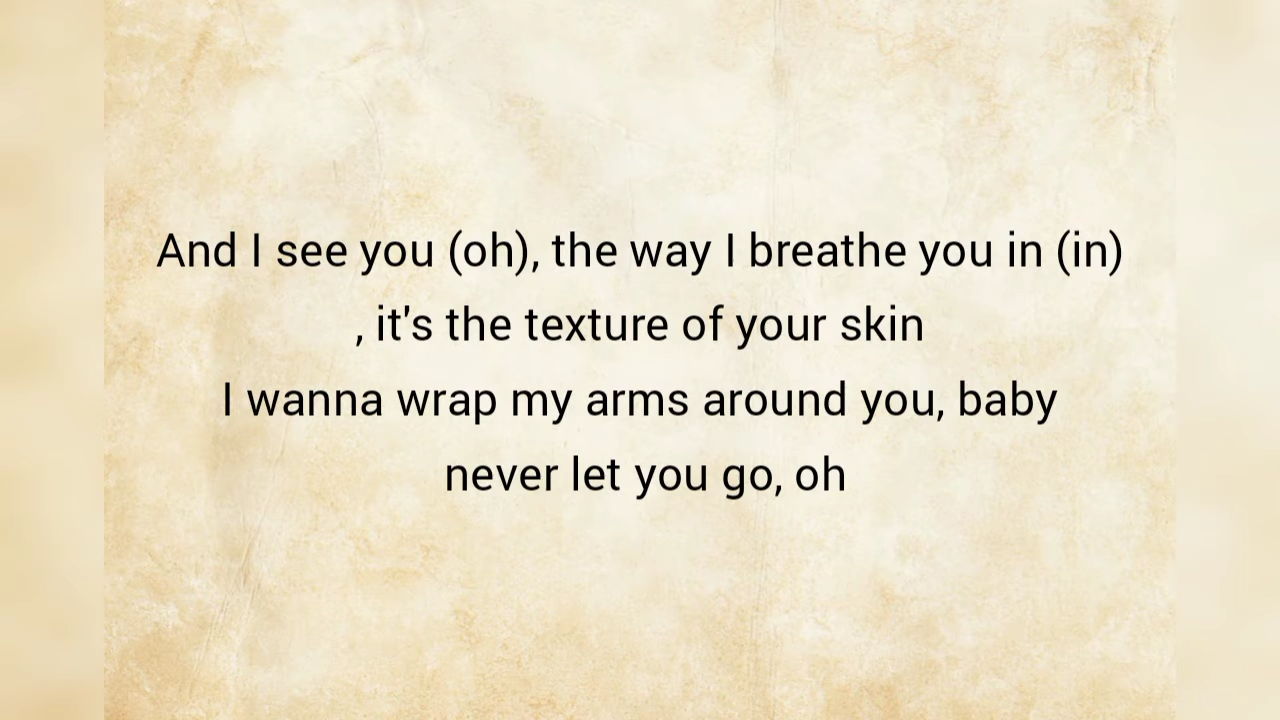 And I see you (oh), the way I breathe you in (in)
, it's the texture of your skin
I wanna wrap my arms around you, baby
never let you go, oh